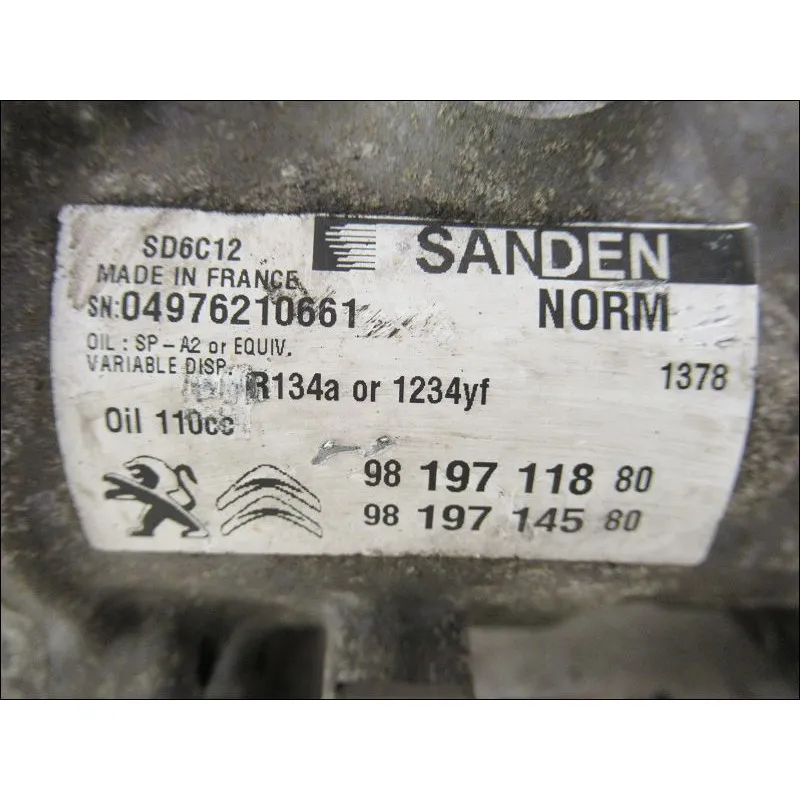 SD6C12
SANDEN
MADE IN FRANCE
SN:04976210661
NORM
OIL : SP-A2 or EQUIV.
VARIABLE DISP.
R134a or 1234yf
1378
Oil 110cc
98 197 118 80
98 197 145 80